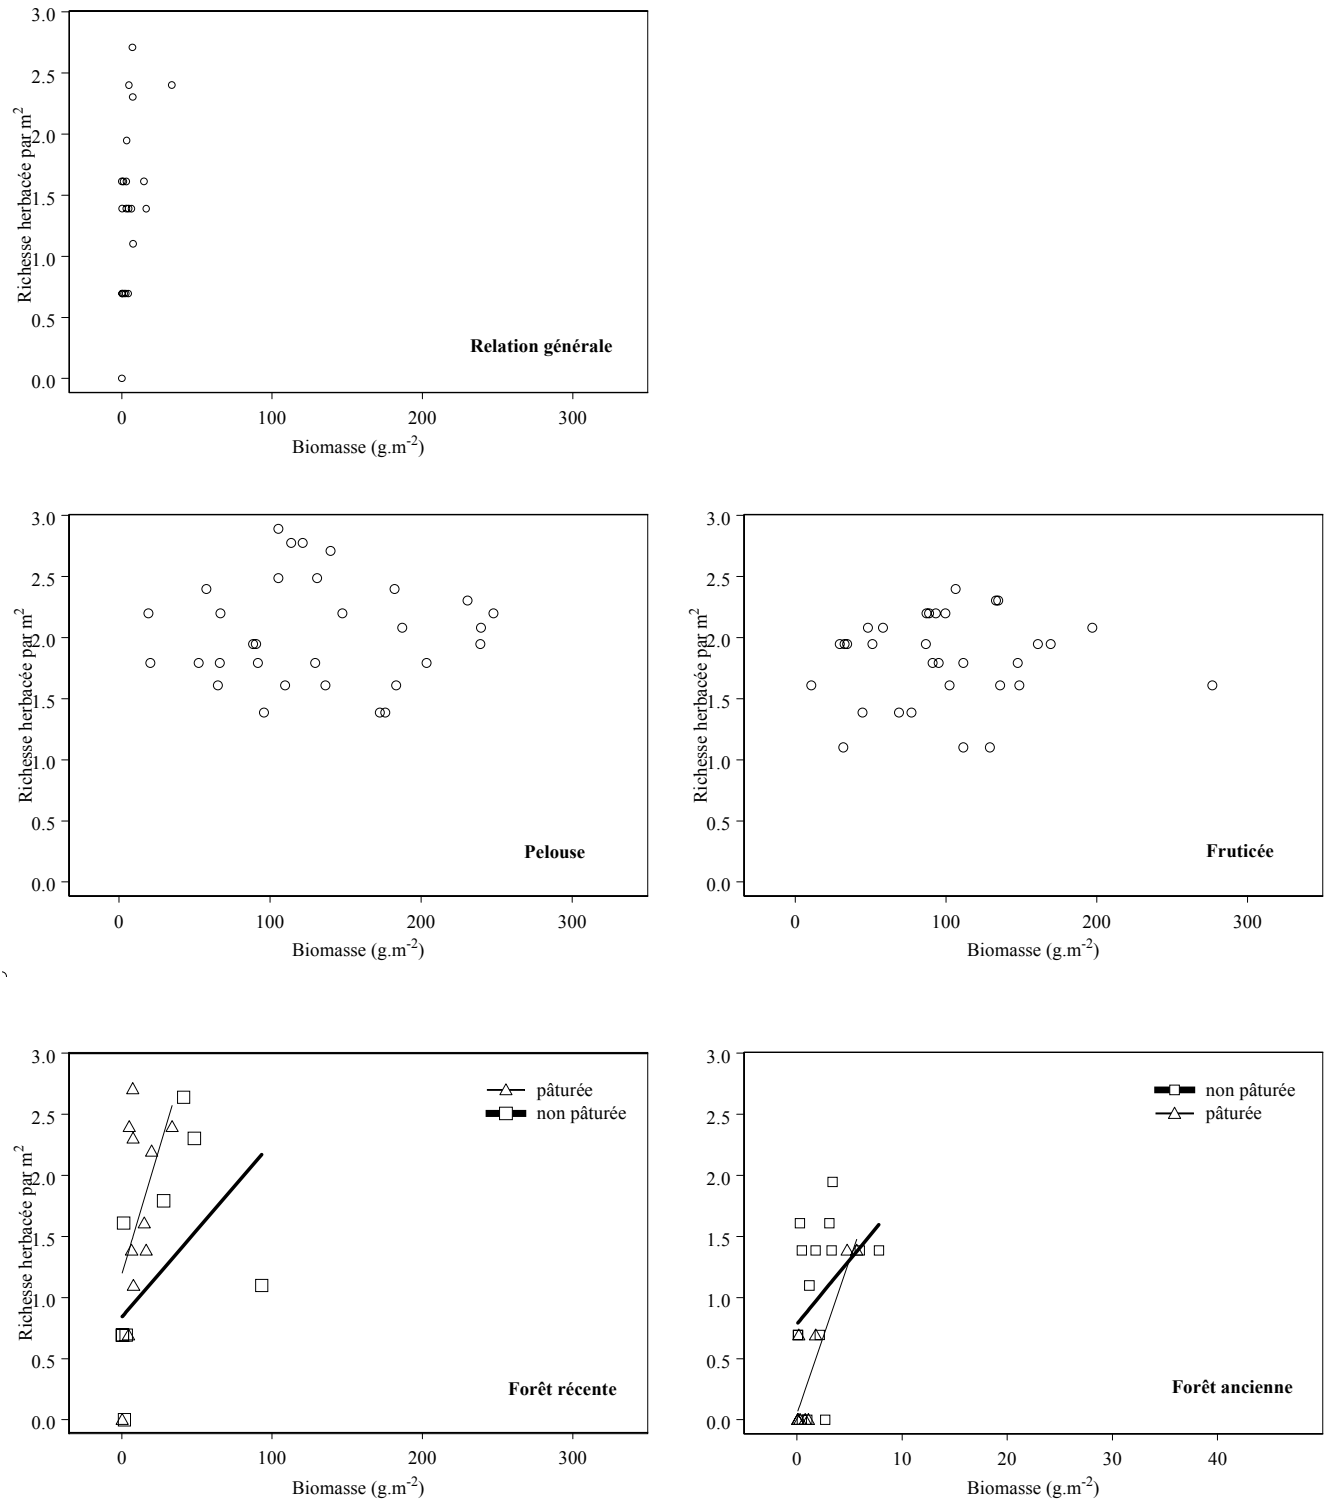 3.0
2.5
2.0
1.5
1.0
0.5
0.0
Richesse herbacée par m2
Relation générale
0 100 200 300
Biomasse (g.m-2)
3.0
2.5
2.0
1.5
1.0
0.5
0.0
Richesse herbacée par m2
Pelouse
0 100 200 300
Biomasse (g.m-2)
3.0
2.5
2.0
1.5
1.0
0.5
0.0
Richesse herbacée par m2
Fruticée
0 100 200 300
Biomasse (g.m-2)
3.0
2.5
2.0
1.5
1.0
0.5
0.0
Richesse herbacée par m2
pâturée
non pâturée
Forêt récente
0 100 200 300
Biomasse (g.m-2)
3.0
2.5
2.0
1.5
1.0
0.5
0.0
non pâturée
pâturée
Forêt ancienne
0 10 20 30 40
Biomasse (g.m-2)